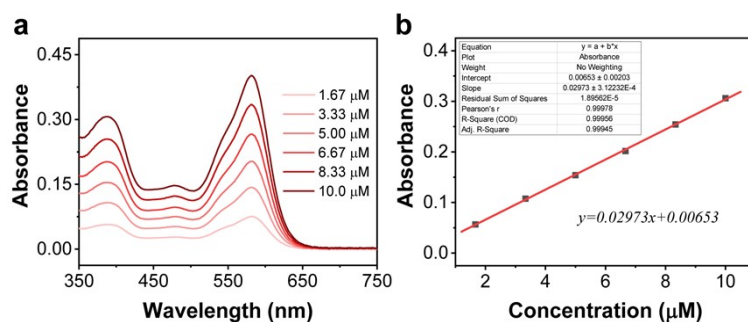 a
0.45
0.30
0.15
0.00
Absorbance
350 450 550 650 750
Wavelength (nm)
1.67 μM
3.33 μM
5.00 μM
6.67 μM
8.33 μM
10.0 μM
b
0.4
0.3
0.2
0.1
0.0
Absorbance
2 4 6 8 10
Concentration (μM)
Equation y = a + b*x
Plot Absorbance
Weight No Weighting
Intercept 0.00653 ± 0.00203
Slope 0.02973 ± 3.12232E-4
Residual Sum of Squares 1.89562E-5
Pearson's r 0.99978
R-Square (COD) 0.99956
Adj. R-Square 0.99945
y=0.02973x+0.00653